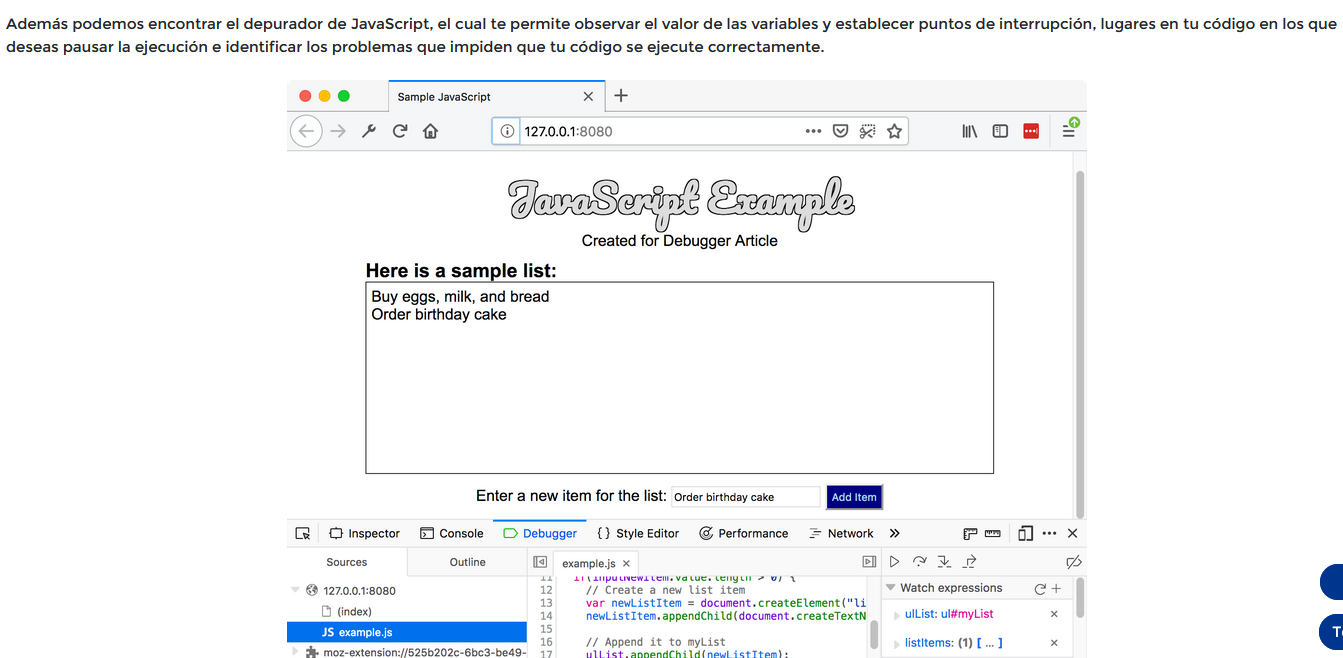 Además podemos encontrar el depurador de JavaScript, el cual te permite observar el valor de las variables y establecer puntos de interrupción, lugares en tu código en los que
deseas pausar la ejecución e identificar los problemas que impiden que tu código se ejecute correctamente.
Sample JavaScript
127.0.0.1:8080
JavaScript Example
Created for Debugger Article
Here is a sample list:
Buy eggs, milk, and bread
Order birthday cake
Enter a new item for the list: Order birthday cake Add Item
Inspector Console Debugger {} Style Editor Performance Network
Sources Outline example.js
127.0.0.1:8080
(index)
JS example.js
moz-extension://525b202c-6bc3-be49-
11 if(inputNewItem.value.length > 0) {
12 // Create a new list item
13 var newListItem = document.createElement("li
14 newListItem.appendChild(document.createTextN
15
16 // Append it to myList
17 ulList.appendChild(newListItem);
Watch expressions
ulList: ul#myList
listItems: (1) [ … ]